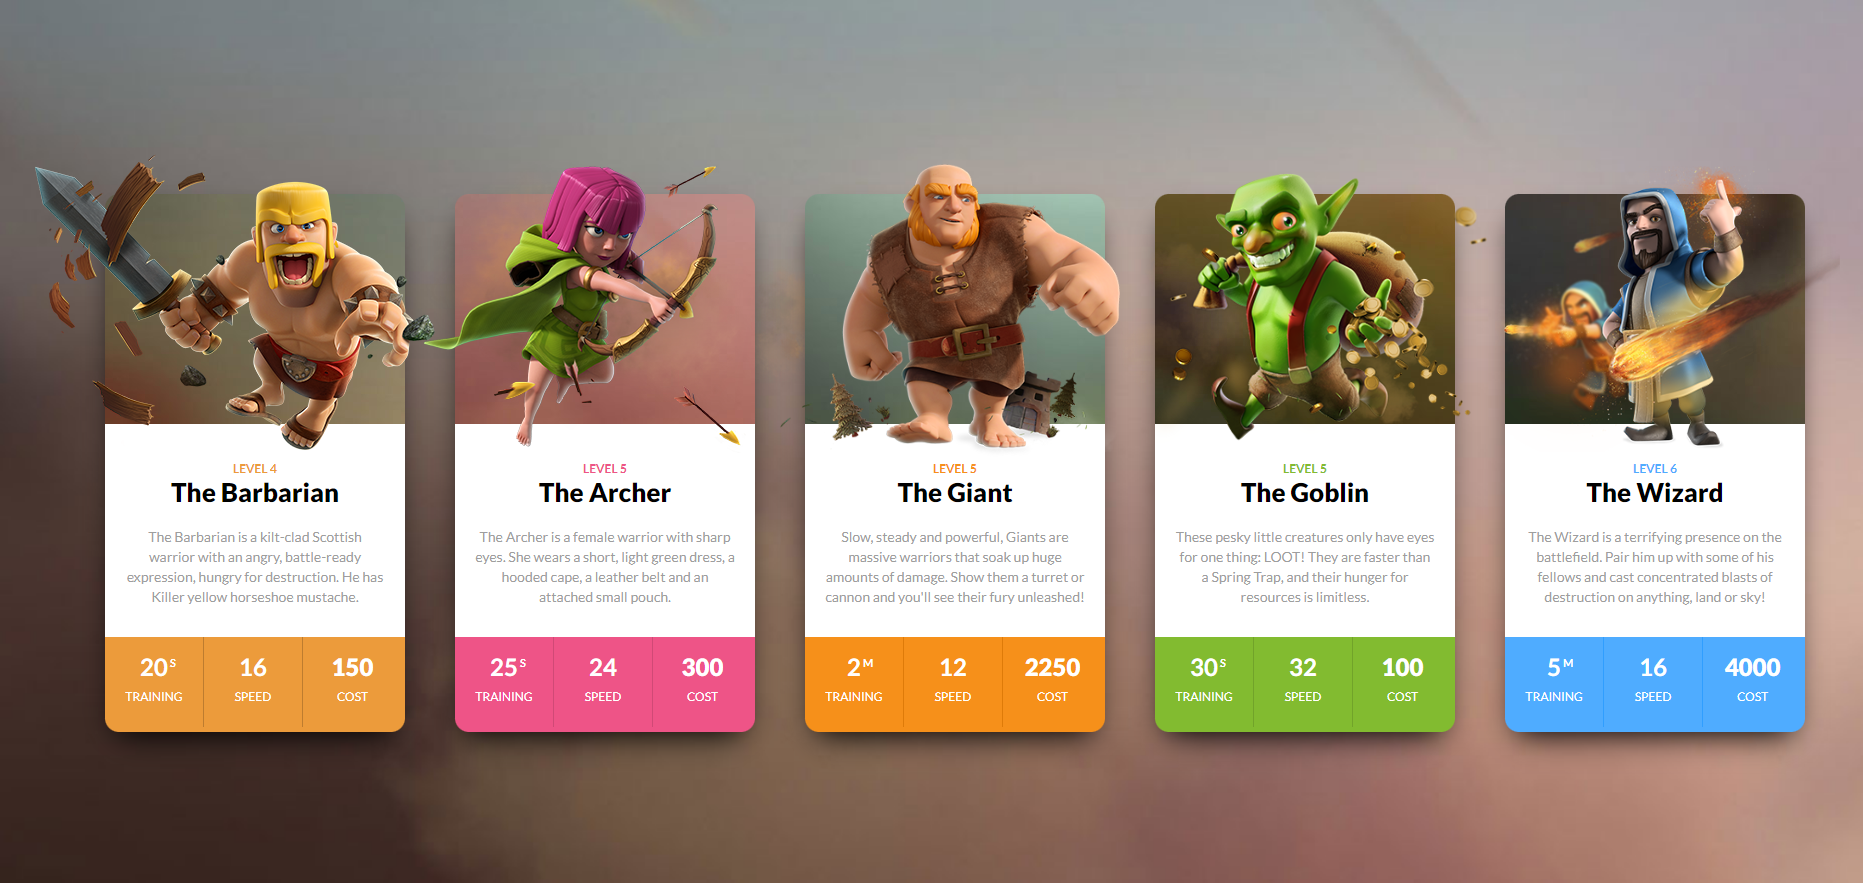 LEVEL 4
The Barbarian
The Barbarian is a kilt-clad Scottish
warrior with an angry, battle-ready
expression, hungry for destruction. He has
Killer yellow horseshoe mustache.
20 S
TRAINING
16
SPEED
150
COST
LEVEL 5
The Archer
The Archer is a female warrior with sharp
eyes. She wears a short, light green dress, a
hooded cape, a leather belt and an
attached small pouch.
25 S
TRAINING
24
SPEED
300
COST
LEVEL 5
The Giant
Slow, steady and powerful, Giants are
massive warriors that soak up huge
amounts of damage. Show them a turret or
cannon and you'll see their fury unleashed!
2 M
TRAINING
12
SPEED
2250
COST
LEVEL 5
The Goblin
These pesky little creatures only have eyes
for one thing: LOOT! They are faster than
a Spring Trap, and their hunger for
resources is limitless.
30 S
TRAINING
32
SPEED
100
COST
LEVEL 6
The Wizard
The Wizard is a terrifying presence on the
battlefield. Pair him up with some of his
fellows and cast concentrated blasts of
destruction on anything, land or sky!
5 M
TRAINING
16
SPEED
4000
COST